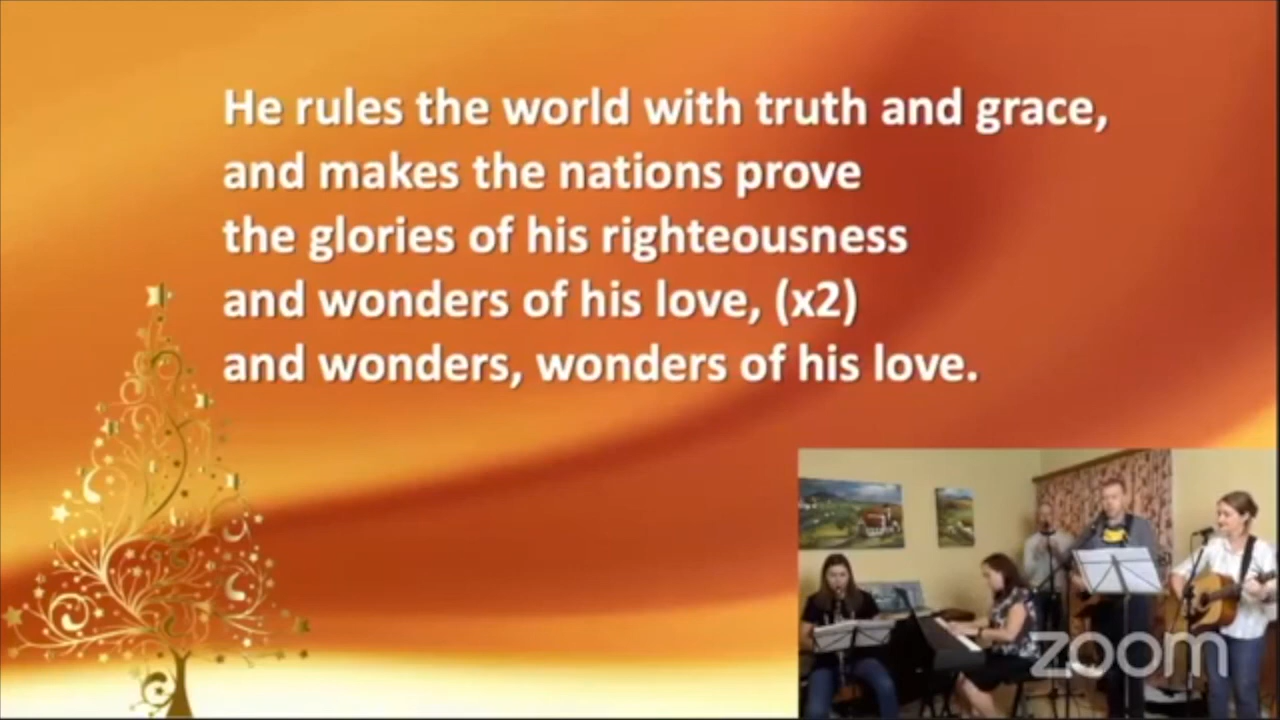 He rules the world with truth and grace,
and makes the nations prove
the glories of his righteousness
and wonders of his love, (x2)
and wonders, wonders of his love.
zoom